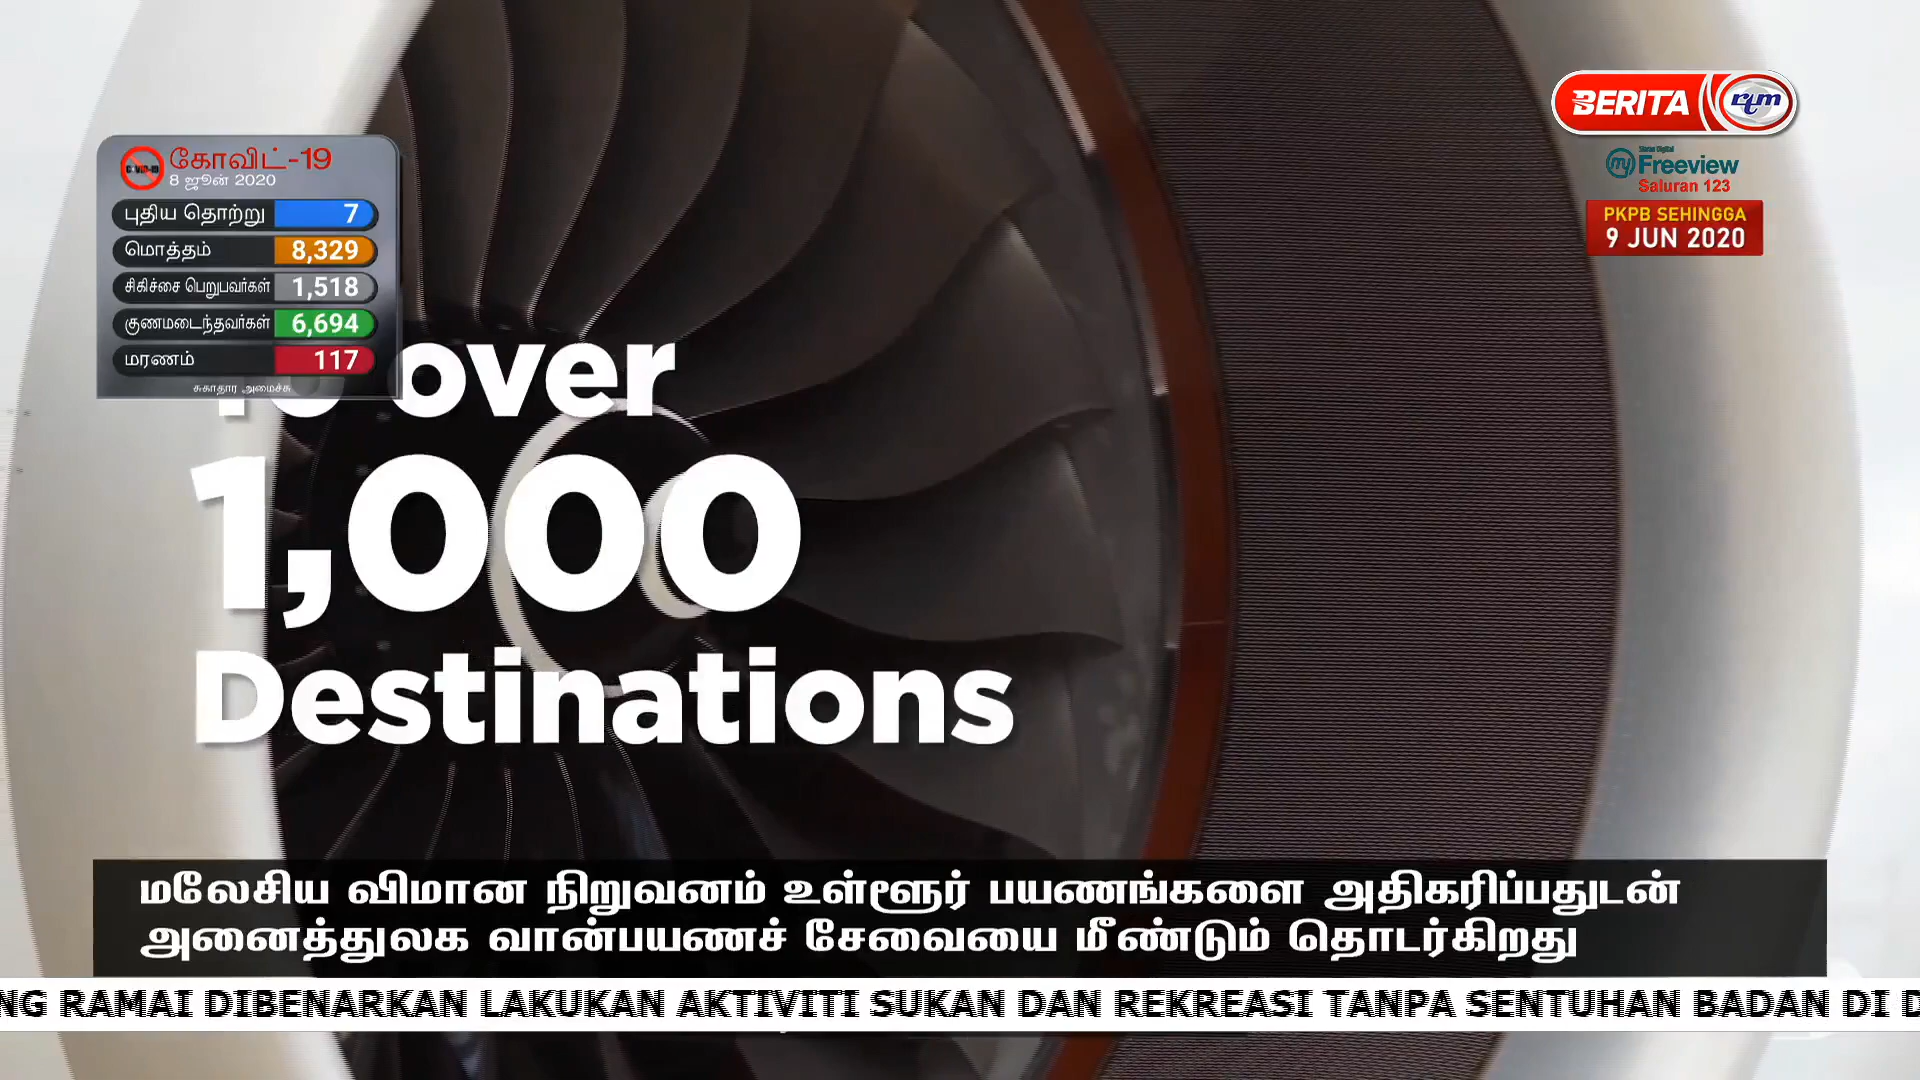 கோவிட்-19
8 ஜூன் 2020
புதிய தொற்று 7
மொத்தம் 8,329
சிகிச்சை பெறுபவர்கள் 1,518
குணமடைந்தவர்கள் 6,694
மரணம் 117
சுகாதார அமைச்சு
BERITA rtm
my Freeview
Saluran 123
PKPB SEHINGGA
9 JUN 2020
over
1,000
Destinations
மலேசிய விமான நிறுவனம் உள்ளூர் பயணங்களை அதிகரிப்பதுடன்
அனைத்துலக வான்பயணச் சேவையை மீண்டும் தொடர்கிறது
NG RAMAI DIBENARKAN LAKUKAN AKTIVITI SUKAN DAN REKREASI TANPA SENTUHAN BADAN DI D